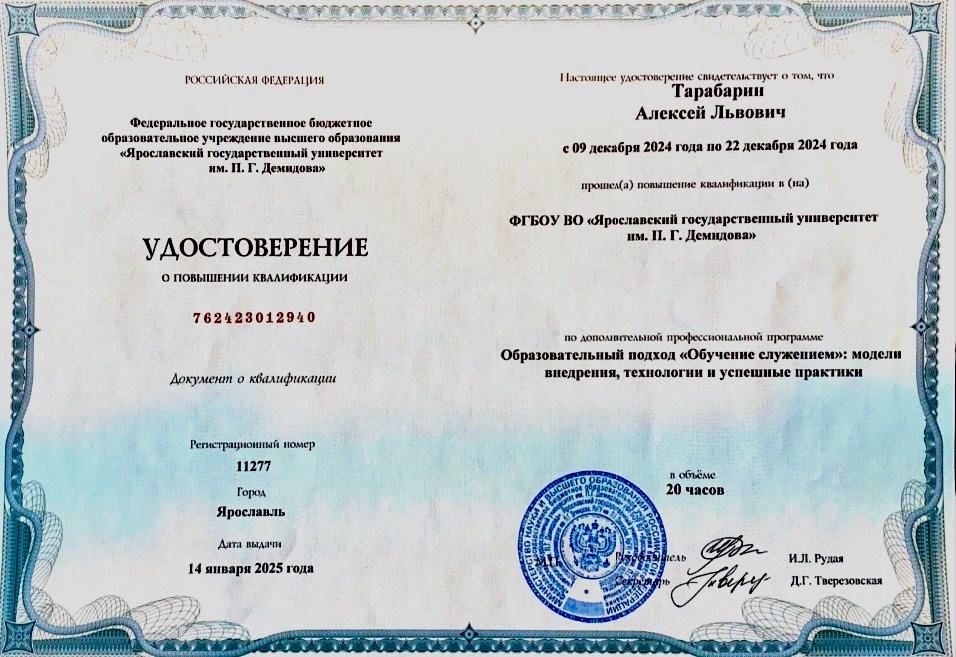 РОССИЙСКАЯ ФЕДЕРАЦИЯ
Федеральное государственное бюджетное
образовательное учреждение высшего образования
«Ярославский государственный университет
им. П. Г. Демидова»
УДОСТОВЕРЕНИЕ
О ПОВЫШЕНИИ КВАЛИФИКАЦИИ
762423012940
Документ о квалификации
Регистрационный номер
11277
Город
Ярославль
Дата выдачи
14 января 2025 года
Настоящее удостоверение свидетельствует о том, что
Тарабарин
Алексей Львович
с 09 декабря 2024 года по 22 декабря 2024 года
прошел(а) повышение квалификации в (на)
ФГБОУ ВО «Ярославский государственный университет
им. П. Г. Демидова»
по дополнительной профессиональной программе
Образовательный подход «Обучение служением»: модели
внедрения, технологии и успешные практики
в объёме
20 часов
М.П.
Руководитель
И.Л. Рудая
Секретарь
Д.Г. Тверезовская